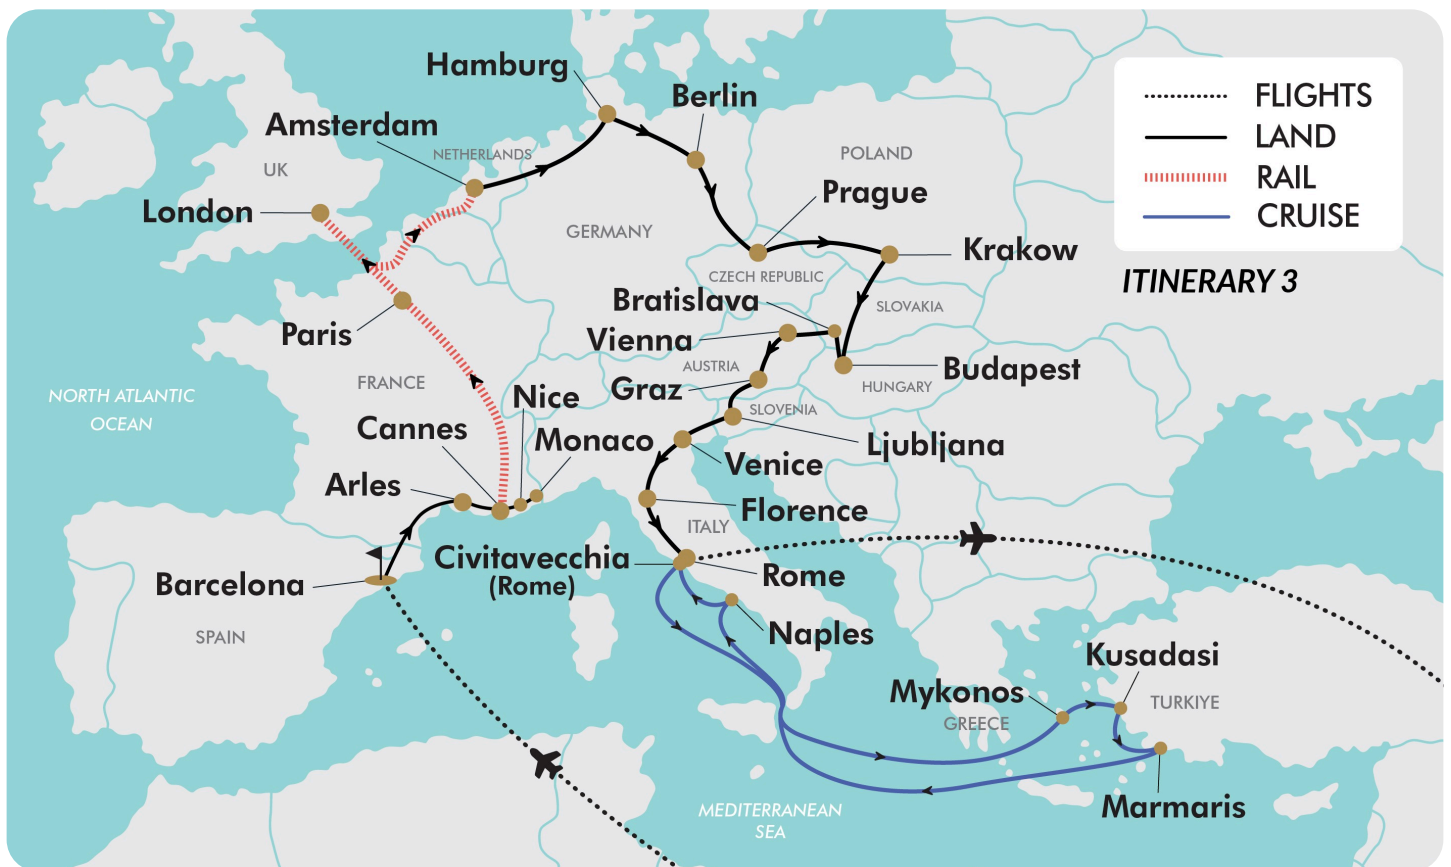 Hamburg
Berlin
FLIGHTS
LAND
RAIL
CRUISE
ITINERARY 3
Amsterdam
NETHERLANDS
UK
POLAND
London
Prague
GERMANY
Krakow
CZECH REPUBLIC
Bratislava
SLOVAKIA
Paris
Vienna
AUSTRIA
Budapest
FRANCE
Graz
HUNGARY
NORTH ATLANTIC
OCEAN
Nice
SLOVENIA
Cannes
Monaco
Ljubljana
Venice
Arles
Florence
ITALY
Civitavecchia
(Rome)
Rome
Barcelona
SPAIN
Naples
Kusadasi
Mykonos
TURKIYE
GREECE
Marmaris
MEDITERRANEAN
SEA